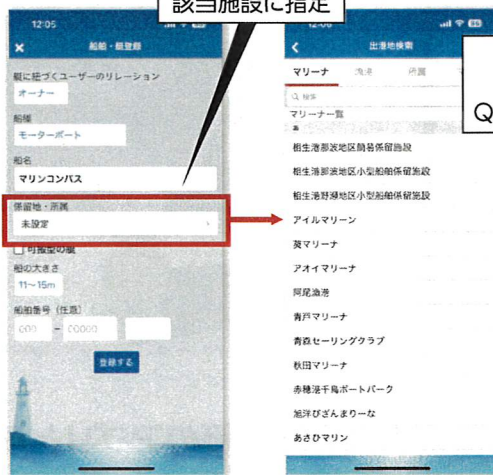 該当施設に指定
12:05
船舶・艇登録
艇に紐づくユーザーのリレーション
オーナー
船種
モーターボート
船名
マリンコンパス
係留地・所属
未設定
可搬型の艇
船の大きさ
11~15m
船舶番号（任意）
000 - 00000
登録する
12:06
出港地検索
マリーナ 漁港 所属
検索
マリーナ一覧
あ
相生港那波地区簡易係留施設
相生港那波地区小型船舶係留施設
相生港野瀬地区小型船舶係留施設
アイルマリーン
葵マリーナ
アオイマリーナ
阿尾漁港
青戸マリーナ
青森セーリングクラブ
秋田マリーナ
赤穂港千鳥ボートパーク
旭洋びざんまりーな
あさひマリン
Q